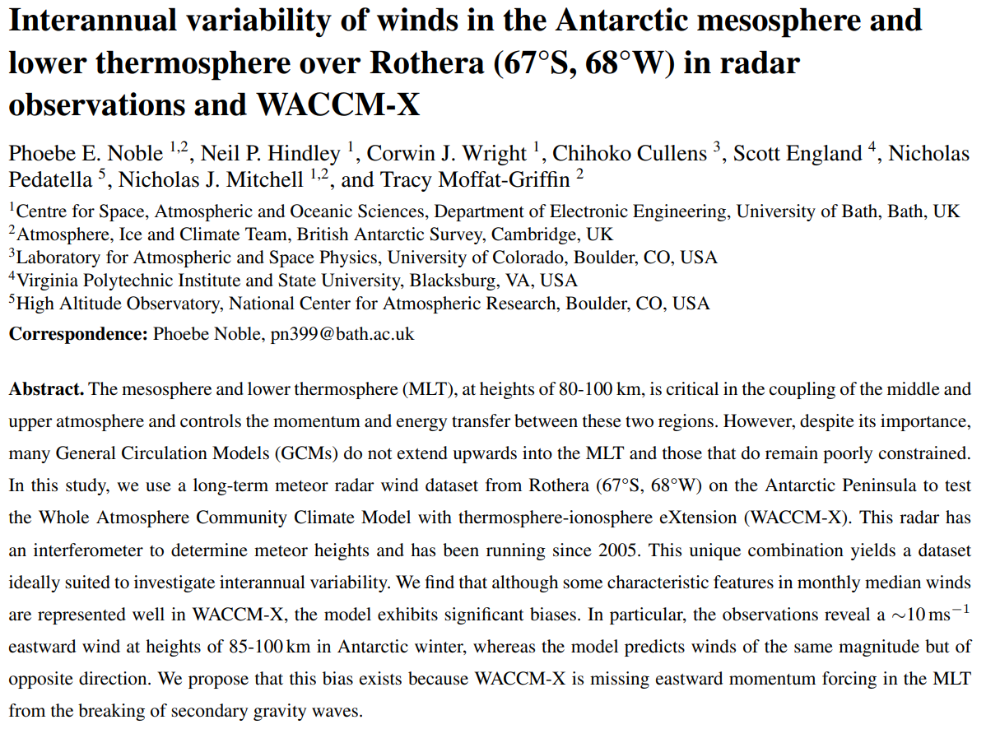 Interannual variability of winds in the Antarctic mesosphere and
lower thermosphere over Rothera (67°S, 68°W) in radar
observations and WACCM-X
Phoebe E. Noble 1,2, Neil P. Hindley 1, Corwin J. Wright 1, Chihoko Cullens 3, Scott England 4, Nicholas
Pedatella 5, Nicholas J. Mitchell 1,2, and Tracy Moffat-Griffin 2
1Centre for Space, Atmospheric and Oceanic Sciences, Department of Electronic Engineering, University of Bath, Bath, UK
2Atmosphere, Ice and Climate Team, British Antarctic Survey, Cambridge, UK
3Laboratory for Atmospheric and Space Physics, University of Colorado, Boulder, CO, USA
4Virginia Polytechnic Institute and State University, Blacksburg, VA, USA
5High Altitude Observatory, National Center for Atmospheric Research, Boulder, CO, USA
Correspondence: Phoebe Noble, pn399@bath.ac.uk
Abstract. The mesosphere and lower thermosphere (MLT), at heights of 80-100 km, is critical in the coupling of the middle and
upper atmosphere and controls the momentum and energy transfer between these two regions. However, despite its importance,
many General Circulation Models (GCMs) do not extend upwards into the MLT and those that do remain poorly constrained.
In this study, we use a long-term meteor radar wind dataset from Rothera (67°S, 68°W) on the Antarctic Peninsula to test
the Whole Atmosphere Community Climate Model with thermosphere-ionosphere eXtension (WACCM-X). This radar has
an interferometer to determine meteor heights and has been running since 2005. This unique combination yields a dataset
ideally suited to investigate interannual variability. We find that although some characteristic features in monthly median winds
are represented well in WACCM-X, the model exhibits significant biases. In particular, the observations reveal a ~10 ms−1
eastward wind at heights of 85-100 km in Antarctic winter, whereas the model predicts winds of the same magnitude but of
opposite direction. We propose that this bias exists because WACCM-X is missing eastward momentum forcing in the MLT
from the breaking of secondary gravity waves.